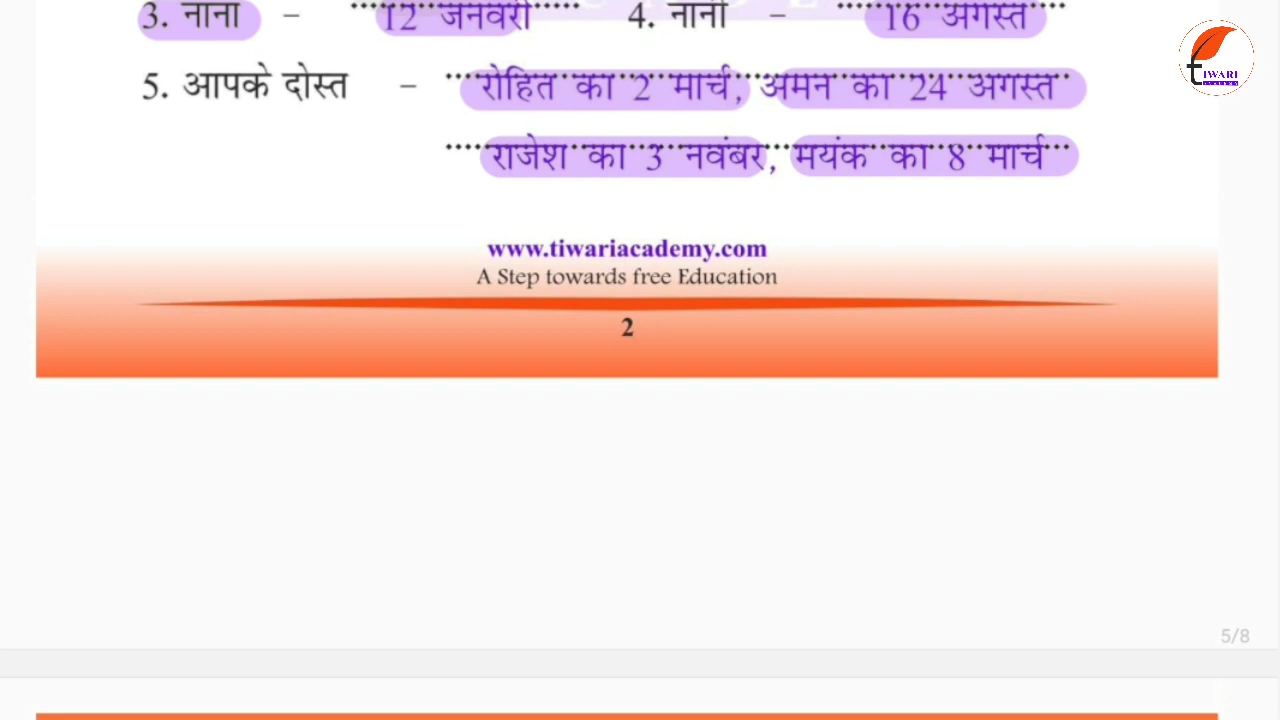 3. नाना – 12 जनवरी 4. नानी – 16 अगस्त
5. आपके दोस्त – रोहित का 2 मार्च, अमन का 24 अगस्त
राजेश का 3 नवंबर, मयंक का 8 मार्च
www.tiwariacademy.com
A Step towards free Education
2
5/8
TIWARI